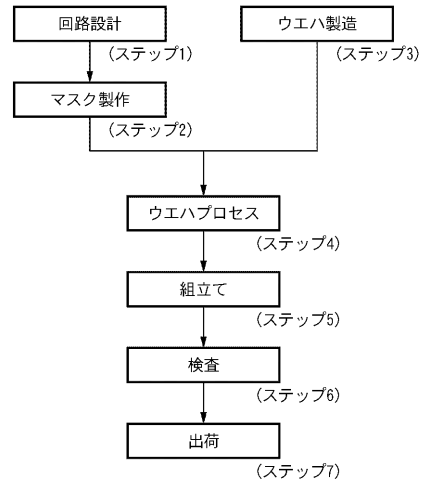 回路設計
(ステップ1)
ウエハ製造
(ステップ3)
マスク製作
(ステップ2)
ウエハプロセス
(ステップ4)
組立て
(ステップ5)
検査
(ステップ6)
出荷
(ステップ7)